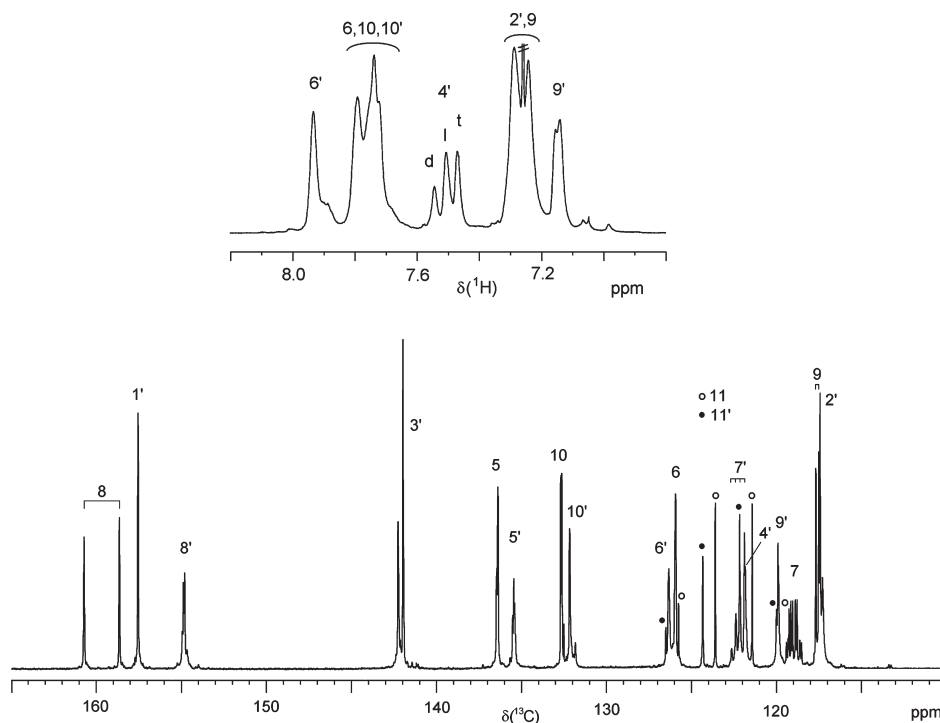 6,10,10' 2',9
6' 4' 9'
d l t
8.0 7.6 7.2
δ(¹H) ppm
9
1' ○ 11 2'
3' ● 11'
8 5 10 6 7'
8' 5' 10' 6' 4' 9' 7
160 150 140 130 120
δ(¹³C) ppm